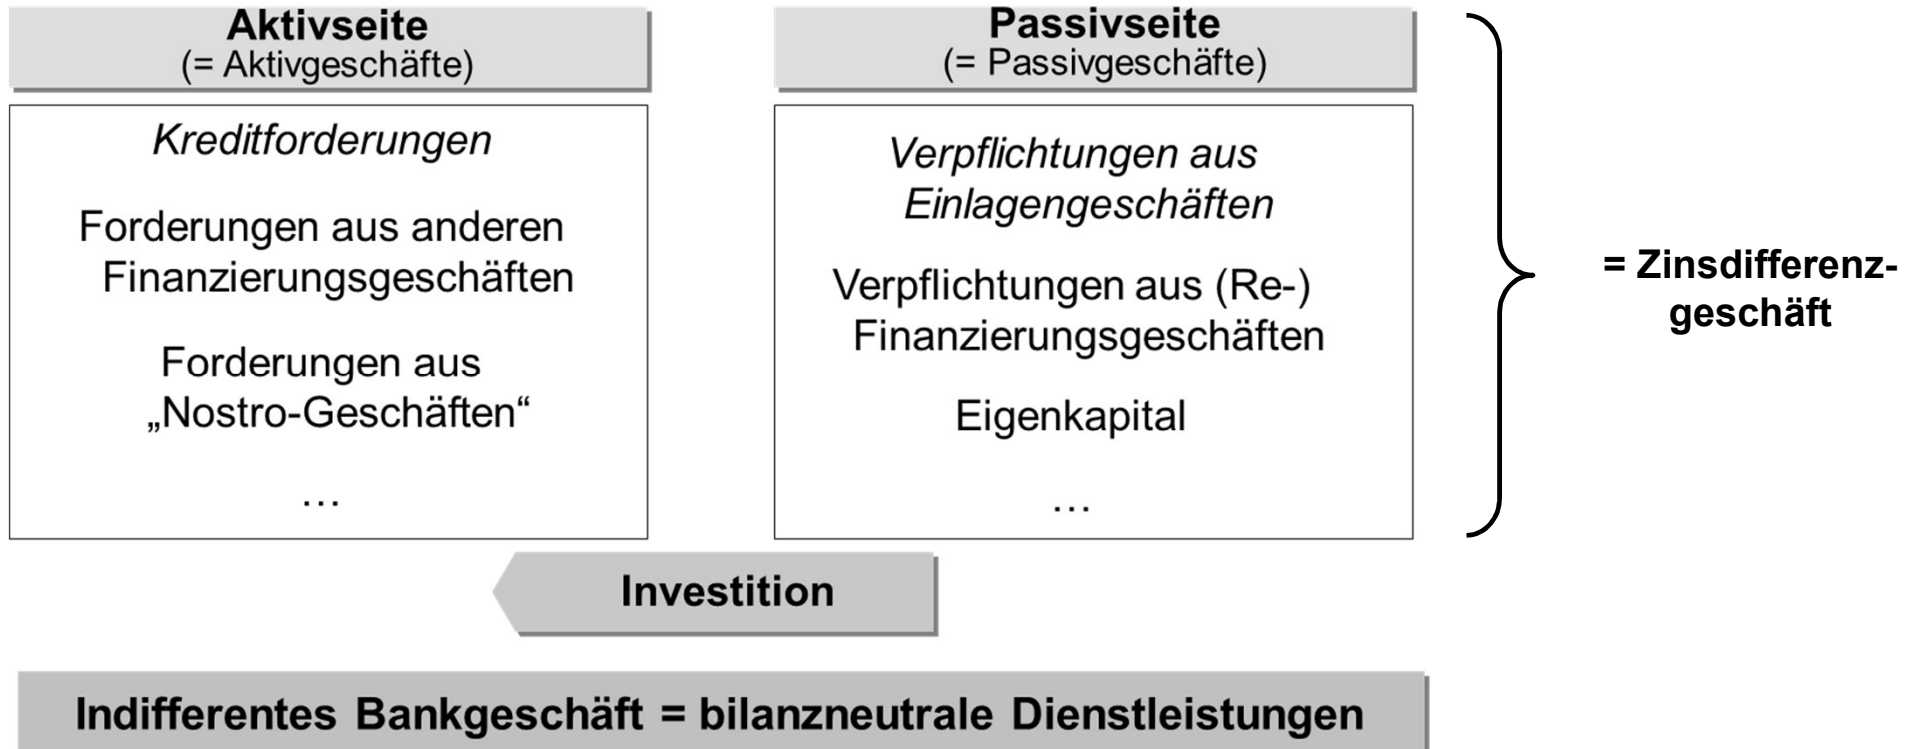 Aktivseite
(= Aktivgeschäfte)
Kreditforderungen
Forderungen aus anderen
Finanzierungsgeschäften
Forderungen aus
„Nostro-Geschäften“
…
Passivseite
(= Passivgeschäfte)
Verpflichtungen aus
Einlagengeschäften
Verpflichtungen aus (Re-)
Finanzierungsgeschäften
Eigenkapital
…
= Zinsdifferenz-
geschäft
Investition
Indifferentes Bankgeschäft = bilanzneutrale Dienstleistungen